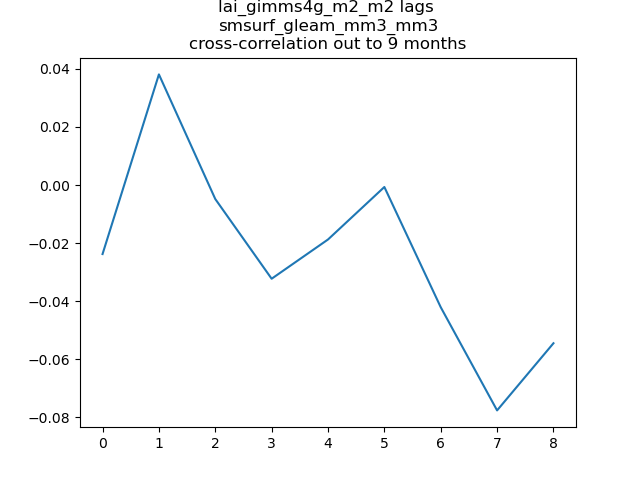 lai_gimms4g_m2_m2 lags
smsurf_gleam_mm3_mm3
cross-correlation out to 9 months
0.04
0.02
0.00
−0.02
−0.04
−0.06
−0.08
0 1 2 3 4 5 6 7 8